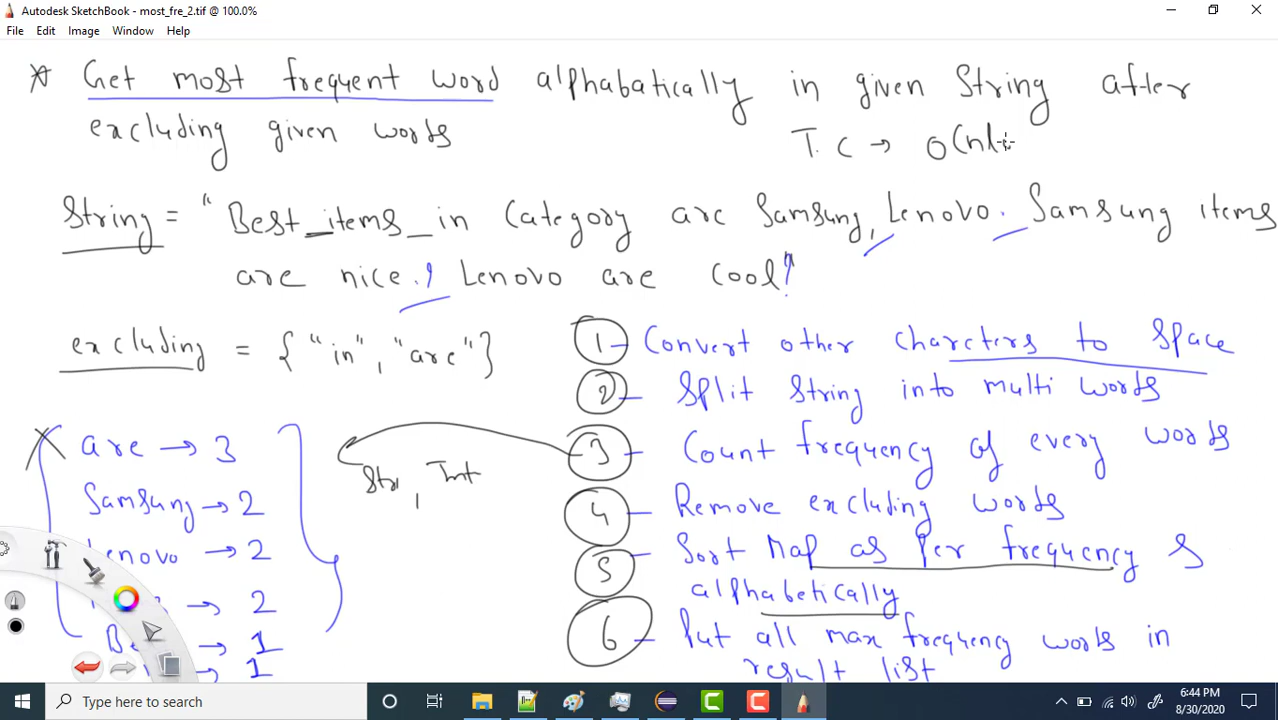 Autodesk SketchBook - most_fre_2.tif @ 100.0%
File Edit Image Window Help
Get most frequent word alphabatically in given String after
excluding given words
T. C → O(nl
String = "Best_items_in Category are Samsung, Lenovo. Samsung items
are nice.! Lenovo are cool!"
excluding = {"in", "are"}
1 - Convert other charcters to Space
2 - Split String into multi words
3 - Count frequency of every words
4 - Remove excluding words
5 - Sort Map as per frequency &
alphabetically
6 - Put all max frequency words in
result list
are → 3
Str, Int
Samsung → 2
Lenovo → 2
→ 2
Be → 1
→ 1
Type here to search
6:44 PM
8/30/2020